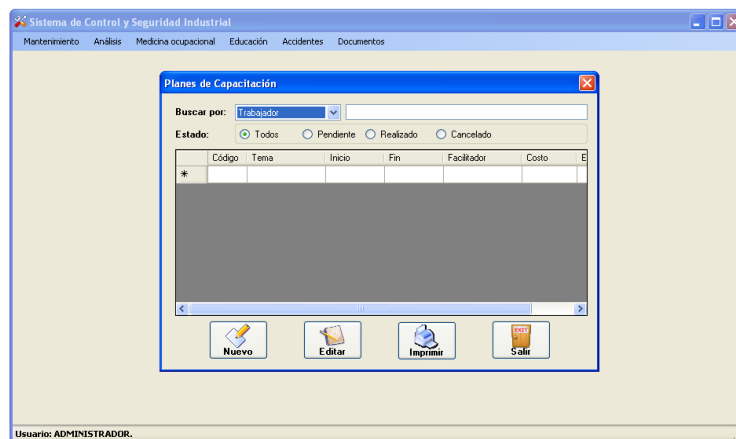 Sistema de Control y Seguridad Industrial
Mantenimiento Análisis Medicina ocupacional Educación Accidentes Documentos
Planes de Capacitación
Buscar por: Trabajador
Estado: Todos Pendiente Realizado Cancelado
Código Tema Inicio Fin Facilitador Costo E
*
Nuevo Editar Imprimir EXIT Salir
Usuario: ADMINISTRADOR.